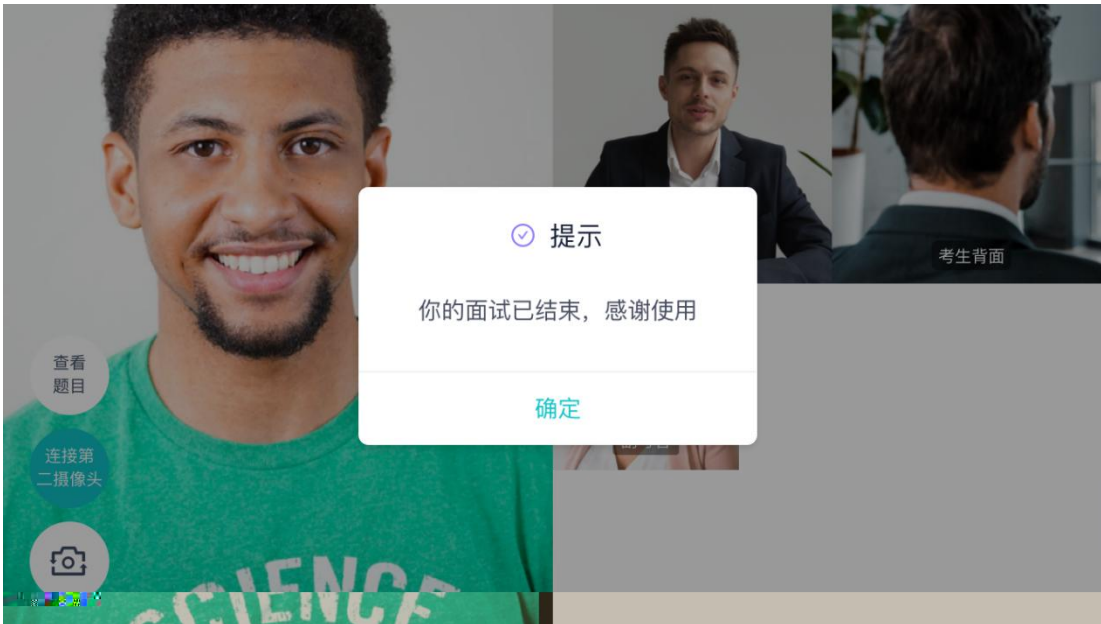 提示
你的面试已结束，感谢使用
确定
考生背面
查看
题目
连接第
二摄像头
SCIENCE